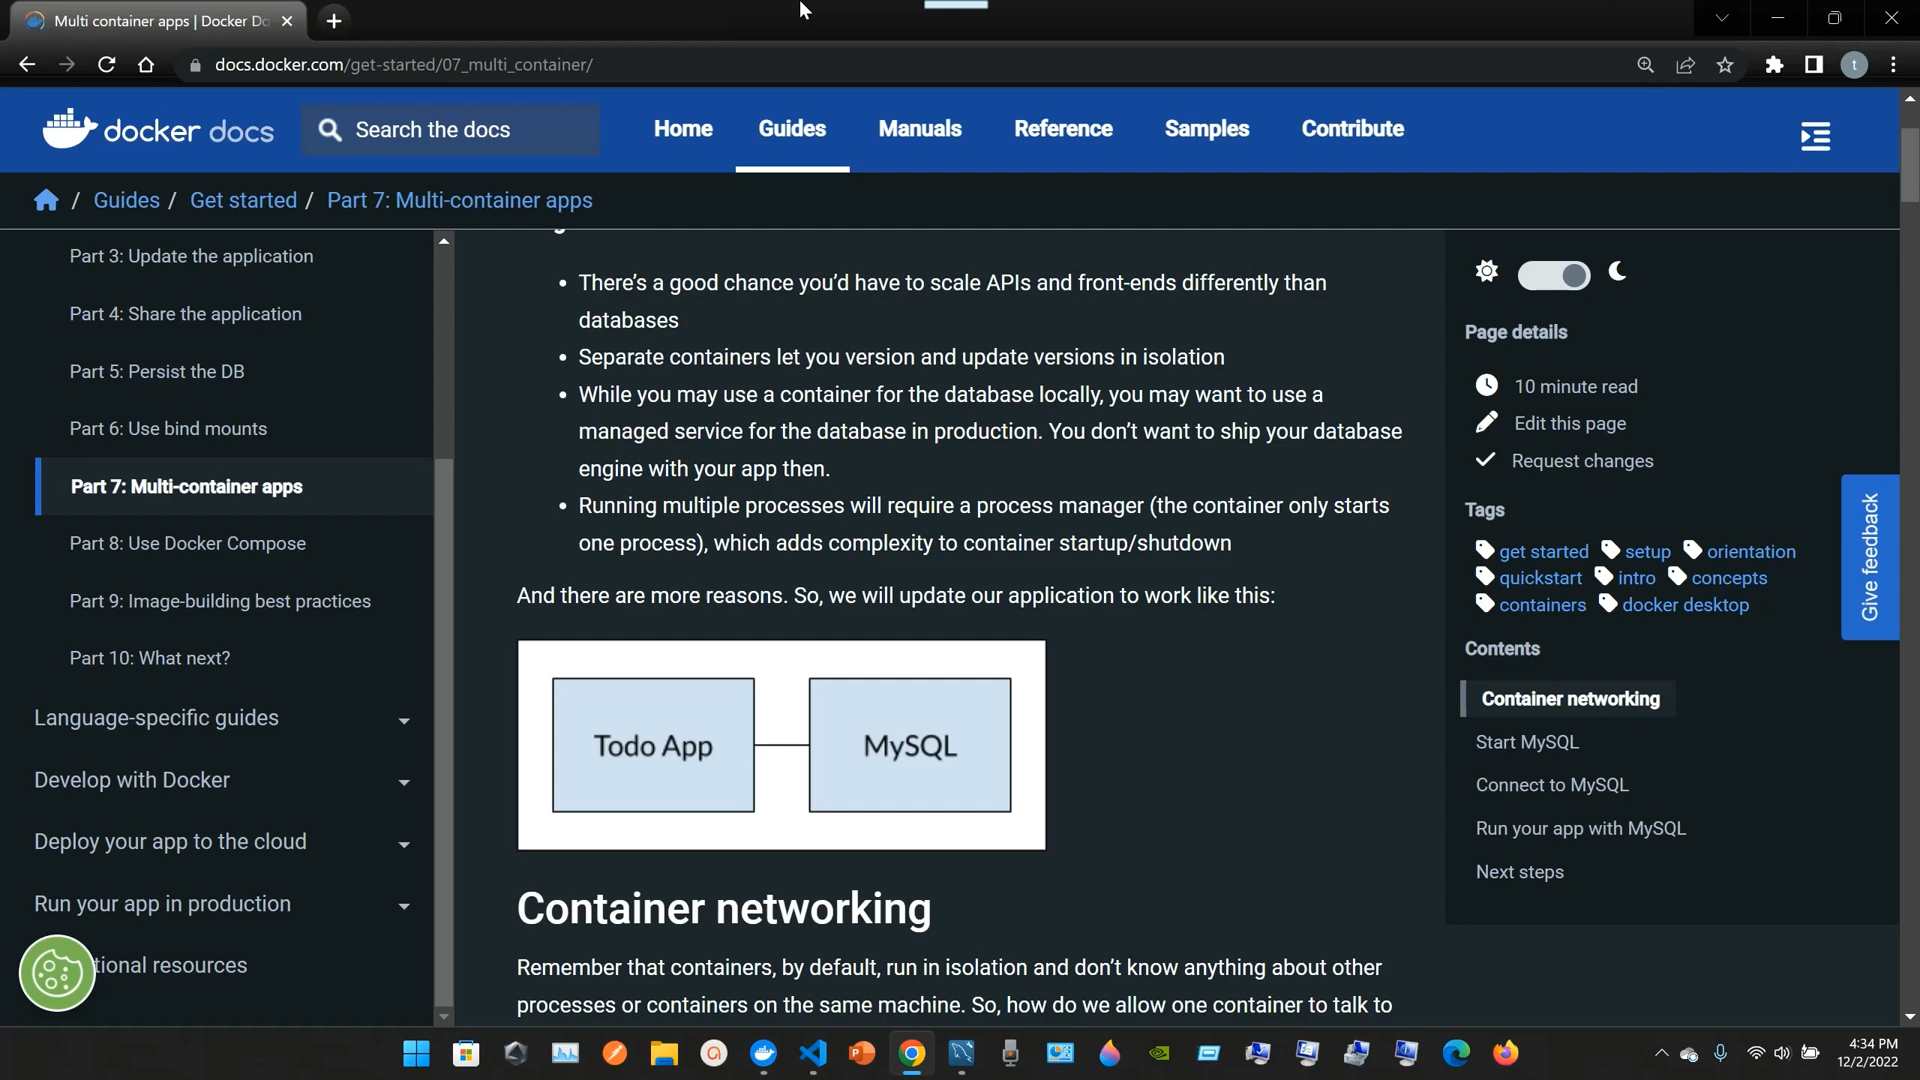 Multi container apps | Docker Do
docs.docker.com/get-started/07_multi_container/
t
docker docs
Search the docs
Home
Guides
Manuals
Reference
Samples
Contribute
/ Guides / Get started / Part 7: Multi-container apps
Part 3: Update the application
Part 4: Share the application
Part 5: Persist the DB
Part 6: Use bind mounts
Part 7: Multi-container apps
Part 8: Use Docker Compose
Part 9: Image-building best practices
Part 10: What next?
Language-specific guides
Develop with Docker
Deploy your app to the cloud
Run your app in production
tional resources
• There's a good chance you'd have to scale APIs and front-ends differently than
databases
• Separate containers let you version and update versions in isolation
• While you may use a container for the database locally, you may want to use a
managed service for the database in production. You don't want to ship your database
engine with your app then.
• Running multiple processes will require a process manager (the container only starts
one process), which adds complexity to container startup/shutdown
And there are more reasons. So, we will update our application to work like this:
Todo App
MySQL
Container networking
Remember that containers, by default, run in isolation and don't know anything about other
processes or containers on the same machine. So, how do we allow one container to talk to
Page details
10 minute read
Edit this page
Request changes
Tags
get started setup orientation
quickstart intro concepts
containers docker desktop
Contents
Container networking
Start MySQL
Connect to MySQL
Run your app with MySQL
Next steps
Give feedback
4:34 PM
12/2/2022